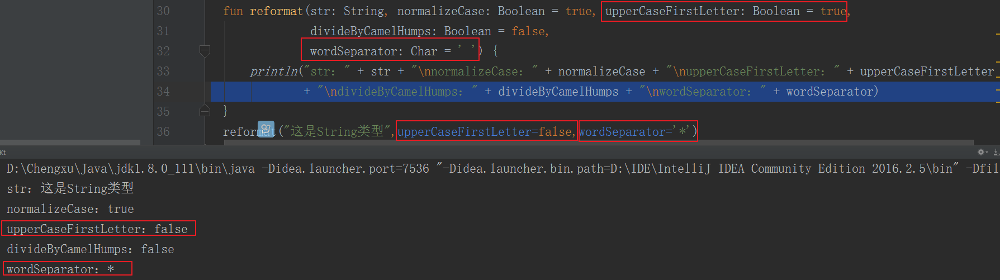 30 fun reformat(str: String, normalizeCase: Boolean = true, upperCaseFirstLetter: Boolean = true,
31 divideByCamelHumps: Boolean = false,
32 wordSeparator: Char = ' ') {
33 println("str：" + str + "\nnormalizeCase：" + normalizeCase + "\nupperCaseFirstLetter：" + upperCaseFirstLetter
34 + "\ndivideByCamelHumps：" + divideByCamelHumps + "\nwordSeparator：" + wordSeparator)
35 }
36 reformat("这是String类型",upperCaseFirstLetter=false,wordSeparator='*')
Kt
D:\Chengxu\Java\jdk1.8.0_111\bin\java -Didea.launcher.port=7536 "-Didea.launcher.bin.path=D:\IDE\IntelliJ IDEA Community Edition 2016.2.5\bin" -Dfil
str：这是String类型
normalizeCase：true
upperCaseFirstLetter：false
divideByCamelHumps：false
wordSeparator：*